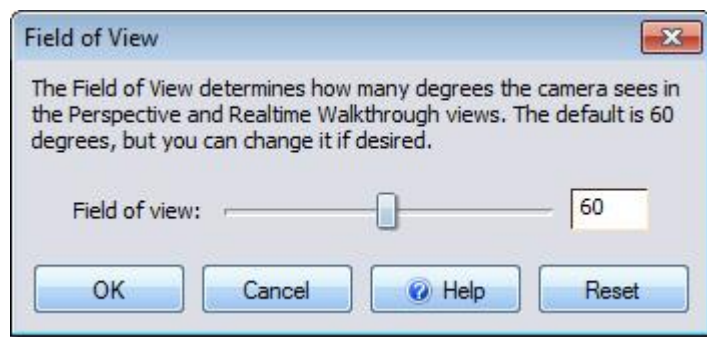 Field of View
The Field of View determines how many degrees the camera sees in
the Perspective and Realtime Walkthrough views. The default is 60
degrees, but you can change it if desired.
Field of view: 60
OK Cancel Help Reset